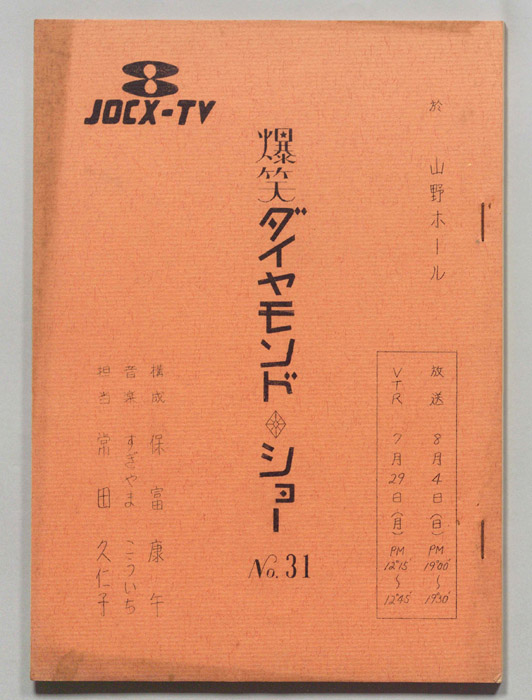 8
JOCX-TV
於 山野ホール
爆笑ダイヤモンド・ショー
No.31
放送 8月4日(日) PM 19°00'〜19°30'
VTR 7月29日(月) PM 12°15'〜12°45'
構成 保富康午
音楽 すぎやまこういち
担当 常田久仁子